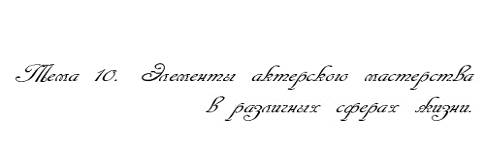 Тема 10. Элементы актерского мастерства
в различных сферах жизни.